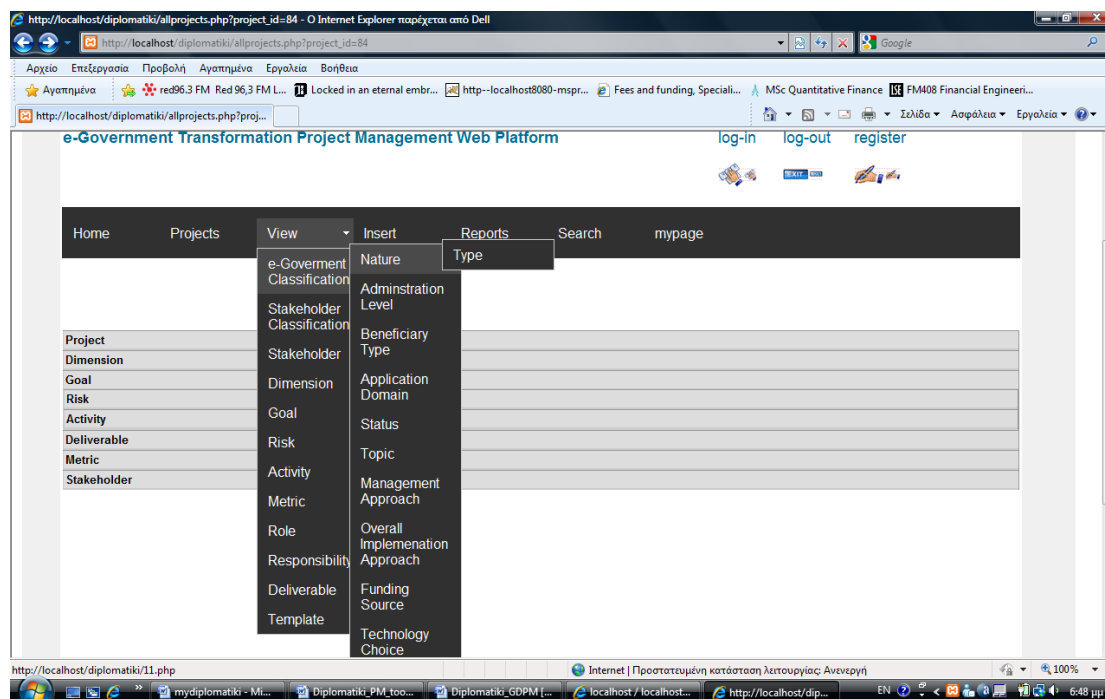 http://localhost/diplomatiki/allprojects.php?project_id=84 - Ο Internet Explorer παρέχεται από Dell
http://localhost/diplomatiki/allprojects.php?project_id=84
Google
Αρχείο Επεξεργασία Προβολή Αγαπημένα Εργαλεία Βοήθεια
Αγαπημένα red96.3 FM Red 96,3 FM L... Locked in an eternal embr... http--localhost8080-mspr... Fees and funding, Speciali... MSc Quantitative Finance FM408 Financial Engineeri...
http://localhost/diplomatiki/allprojects.php?proj...
Σελίδα Ασφάλεια Εργαλεία
e-Government Transformation Project Management Web Platform
log-in log-out register
EXIT
Home Projects View Insert Reports Search mypage
e-Goverment
Classification
Stakeholder
Classification
Stakeholder
Dimension
Goal
Risk
Activity
Metric
Role
Responsibility
Deliverable
Template
Nature
Adminstration
Level
Beneficiary
Type
Application
Domain
Status
Topic
Management
Approach
Overall
Implemenation
Approach
Funding
Source
Technology
Choice
Type
Project
Dimension
Goal
Risk
Activity
Deliverable
Metric
Stakeholder
http://localhost/diplomatiki/11.php
Internet | Προστατευμένη κατάσταση λειτουργίας: Ανενεργή
100%
mydiplomatiki - Mi... Diplomatiki_PM_too... Diplomatiki_GDPM [... localhost / localhost... http://localhost/dip...
EN
6:48 μμ